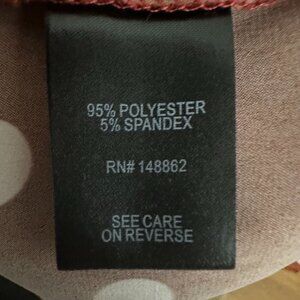 95% POLYESTER
5% SPANDEX
RN# 148862
SEE CARE
ON REVERSE